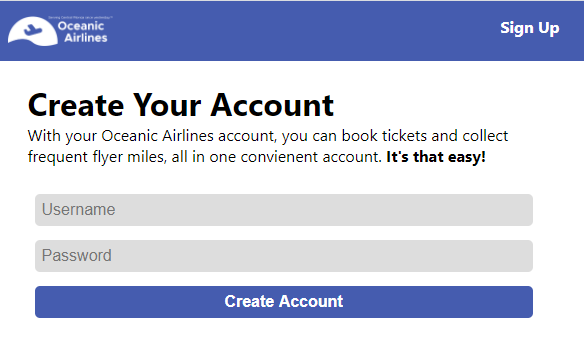 Oceanic
Airlines
Sign Up
Create Your Account
With your Oceanic Airlines account, you can book tickets and collect
frequent flyer miles, all in one convienent account. It's that easy!
Username
Password
Create Account